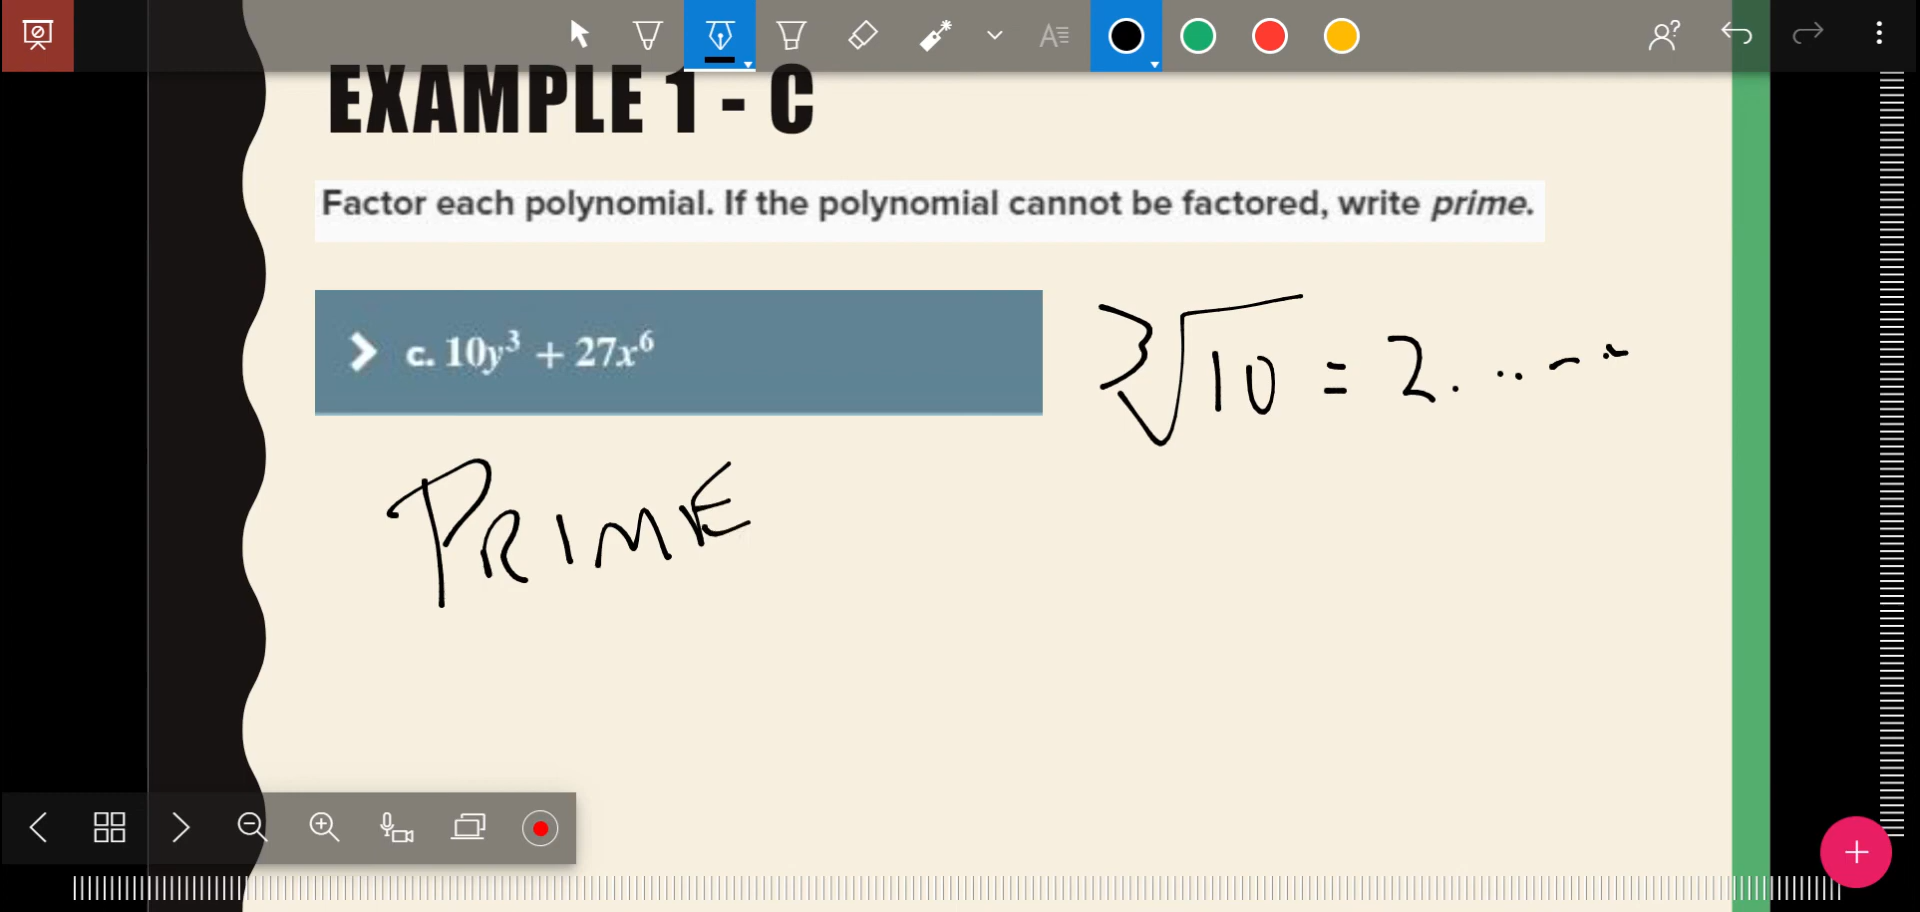 EXAMPLE 1 - C
Factor each polynomial. If the polynomial cannot be factored, write prime.
c. 10y³ + 27x⁶
∛10 = 2. .. – ..
PRIME